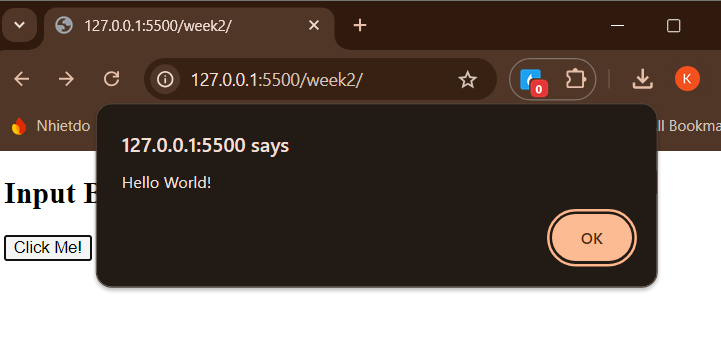 127.0.0.1:5500/week2/
127.0.0.1:5500/week2/
0
K
Nhietdo
All Bookma
127.0.0.1:5500 says
Hello World!
OK
Input B
Click Me!